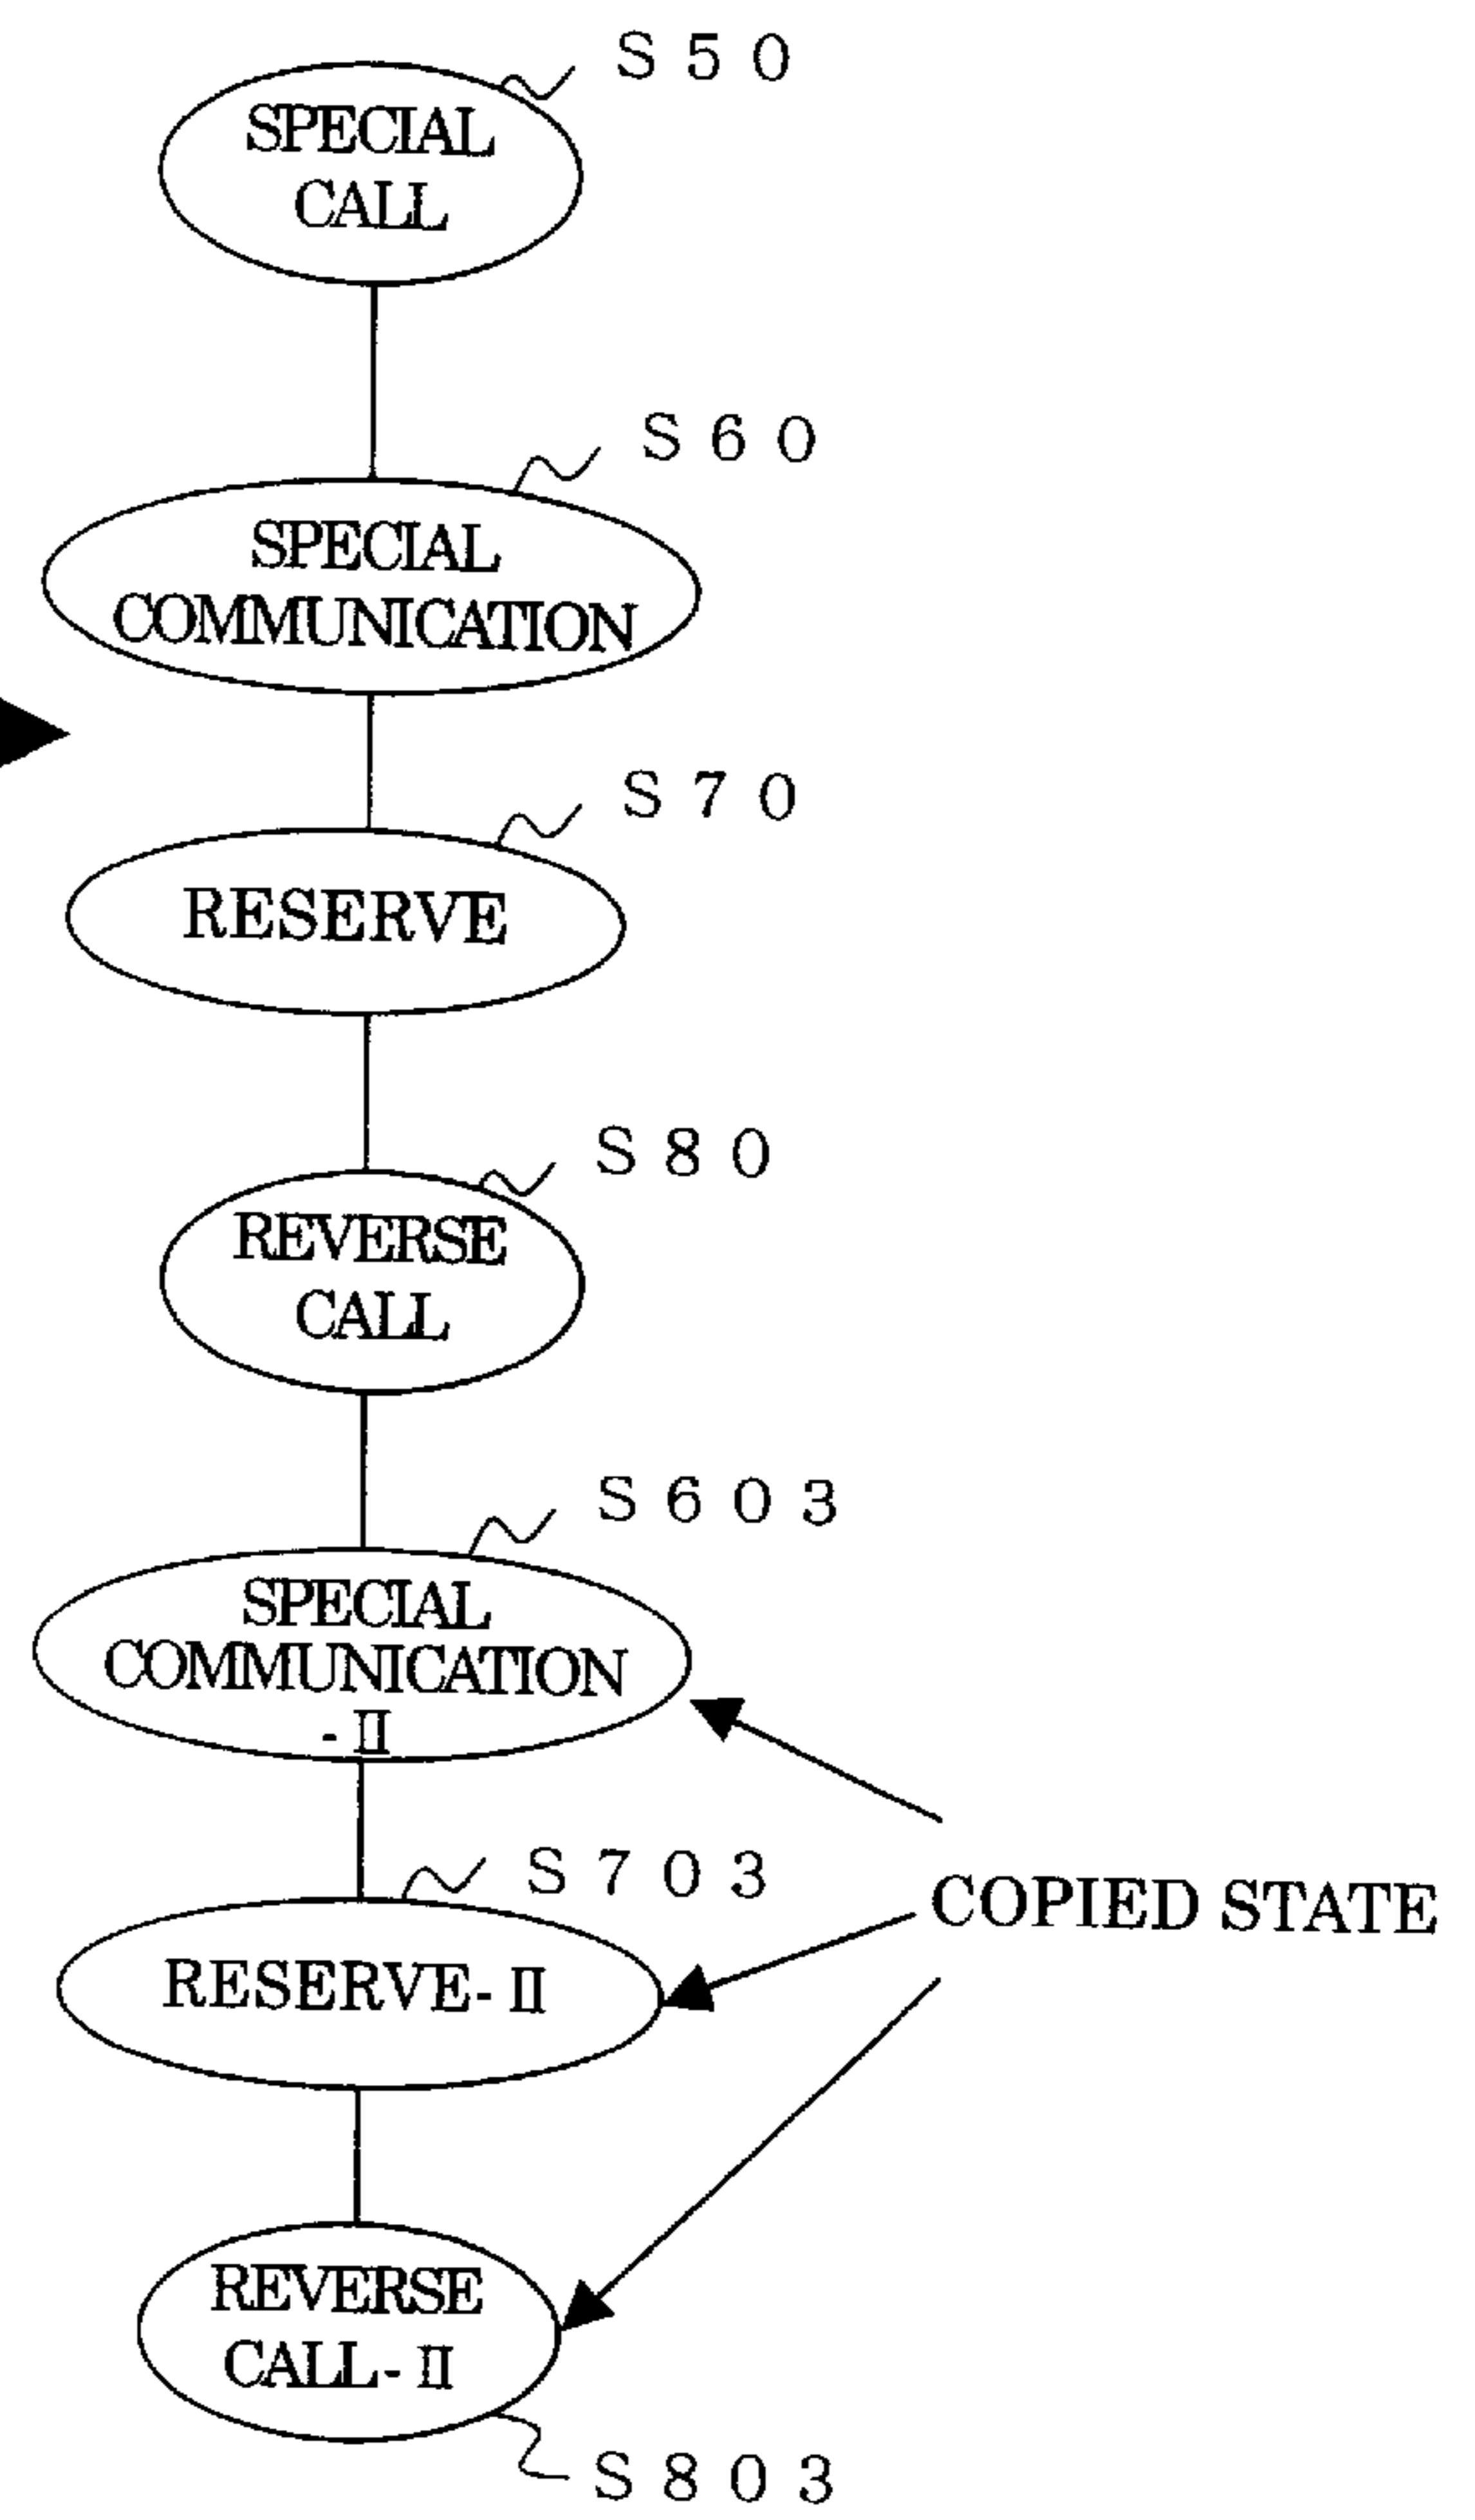 S50
SPECIAL
CALL
S60
SPECIAL
COMMUNICATION
S70
RESERVE
S80
REVERSE
CALL
S603
SPECIAL
COMMUNICATION
-II
S703
RESERVE-II
COPIED STATE
REVERSE
CALL-II
S803